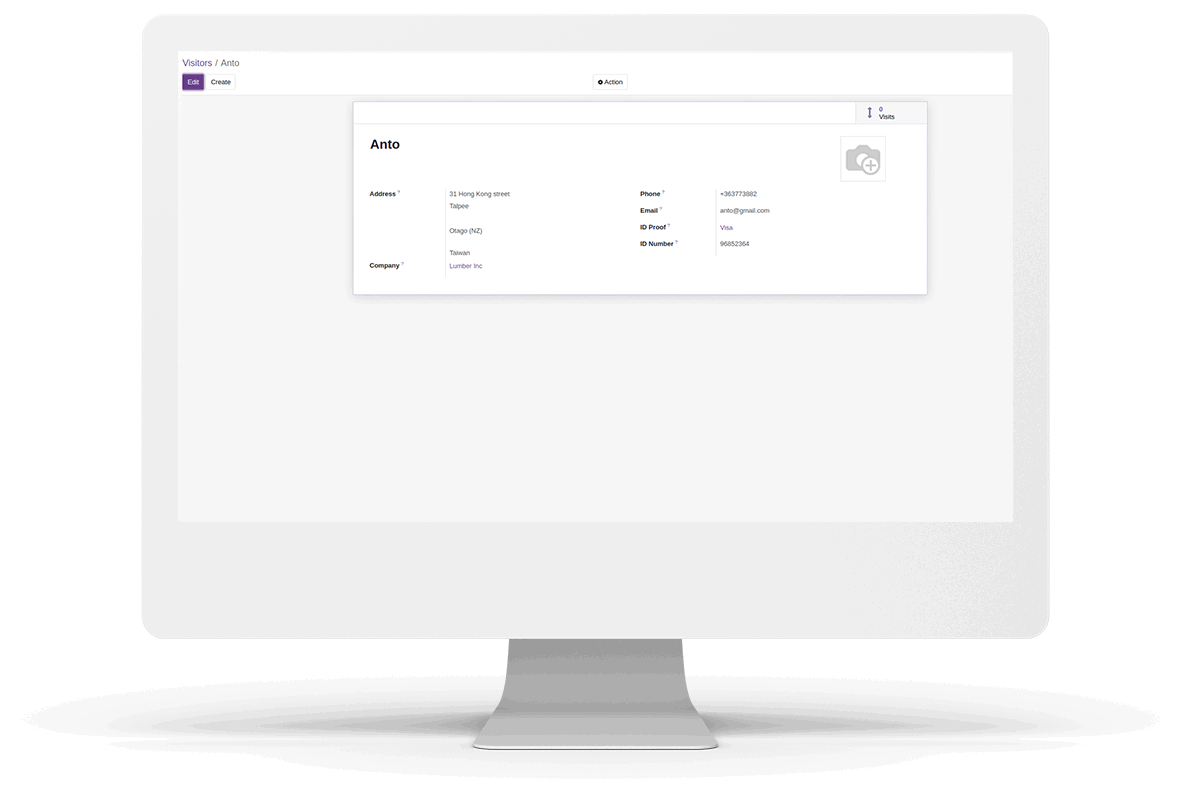 Visitors / Anto
Edit Create
Action
0
Visits
Anto
Address ?
31 Hong Kong street
Talpee
Otago (NZ)
Taiwan
Company ?
Lumber Inc
Phone ?
+363773882
Email ?
anto@gmail.com
ID Proof ?
Visa
ID Number ?
96852364